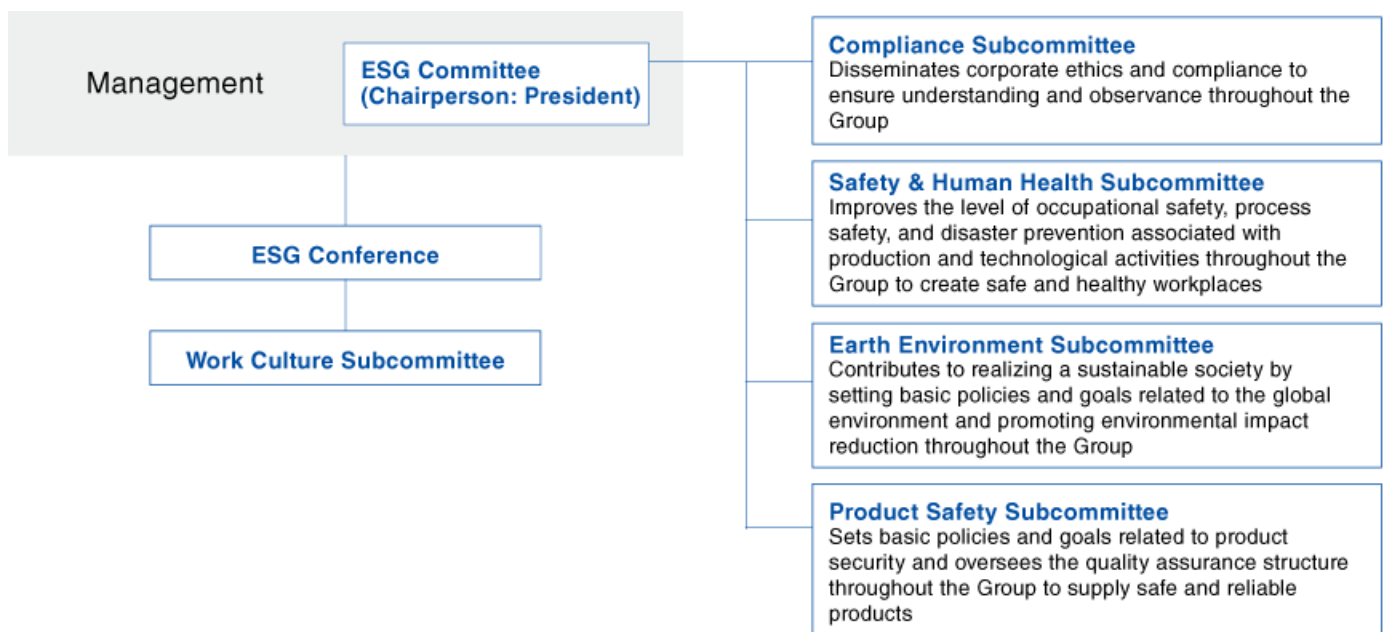 Management
ESG Committee
(Chairperson: President)
ESG Conference
Work Culture Subcommittee
Compliance Subcommittee
Disseminates corporate ethics and compliance to
ensure understanding and observance throughout the
Group
Safety & Human Health Subcommittee
Improves the level of occupational safety, process
safety, and disaster prevention associated with
production and technological activities throughout the
Group to create safe and healthy workplaces
Earth Environment Subcommittee
Contributes to realizing a sustainable society by
setting basic policies and goals related to the global
environment and promoting environmental impact
reduction throughout the Group
Product Safety Subcommittee
Sets basic policies and goals related to product
security and oversees the quality assurance structure
throughout the Group to supply safe and reliable
products